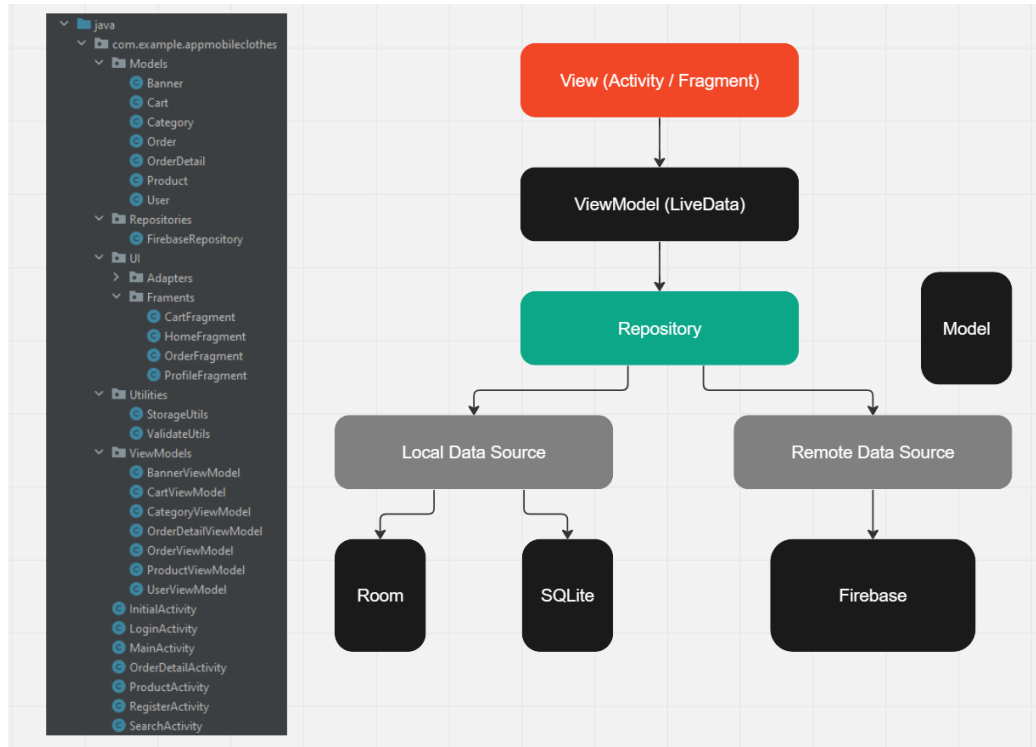 java
com.example.appmobileclothes
Models
Banner
Cart
Category
Order
OrderDetail
Product
User
Repositories
FirebaseRepository
UI
Adapters
Framents
CartFragment
HomeFragment
OrderFragment
ProfileFragment
Utilities
StorageUtils
ValidateUtils
ViewModels
BannerViewModel
CartViewModel
CategoryViewModel
OrderDetailViewModel
OrderViewModel
ProductViewModel
UserViewModel
InitialActivity
LoginActivity
MainActivity
OrderDetailActivity
ProductActivity
RegisterActivity
SearchActivity
View (Activity / Fragment)
ViewModel (LiveData)
Repository
Model
Local Data Source
Remote Data Source
Room
SQLite
Firebase